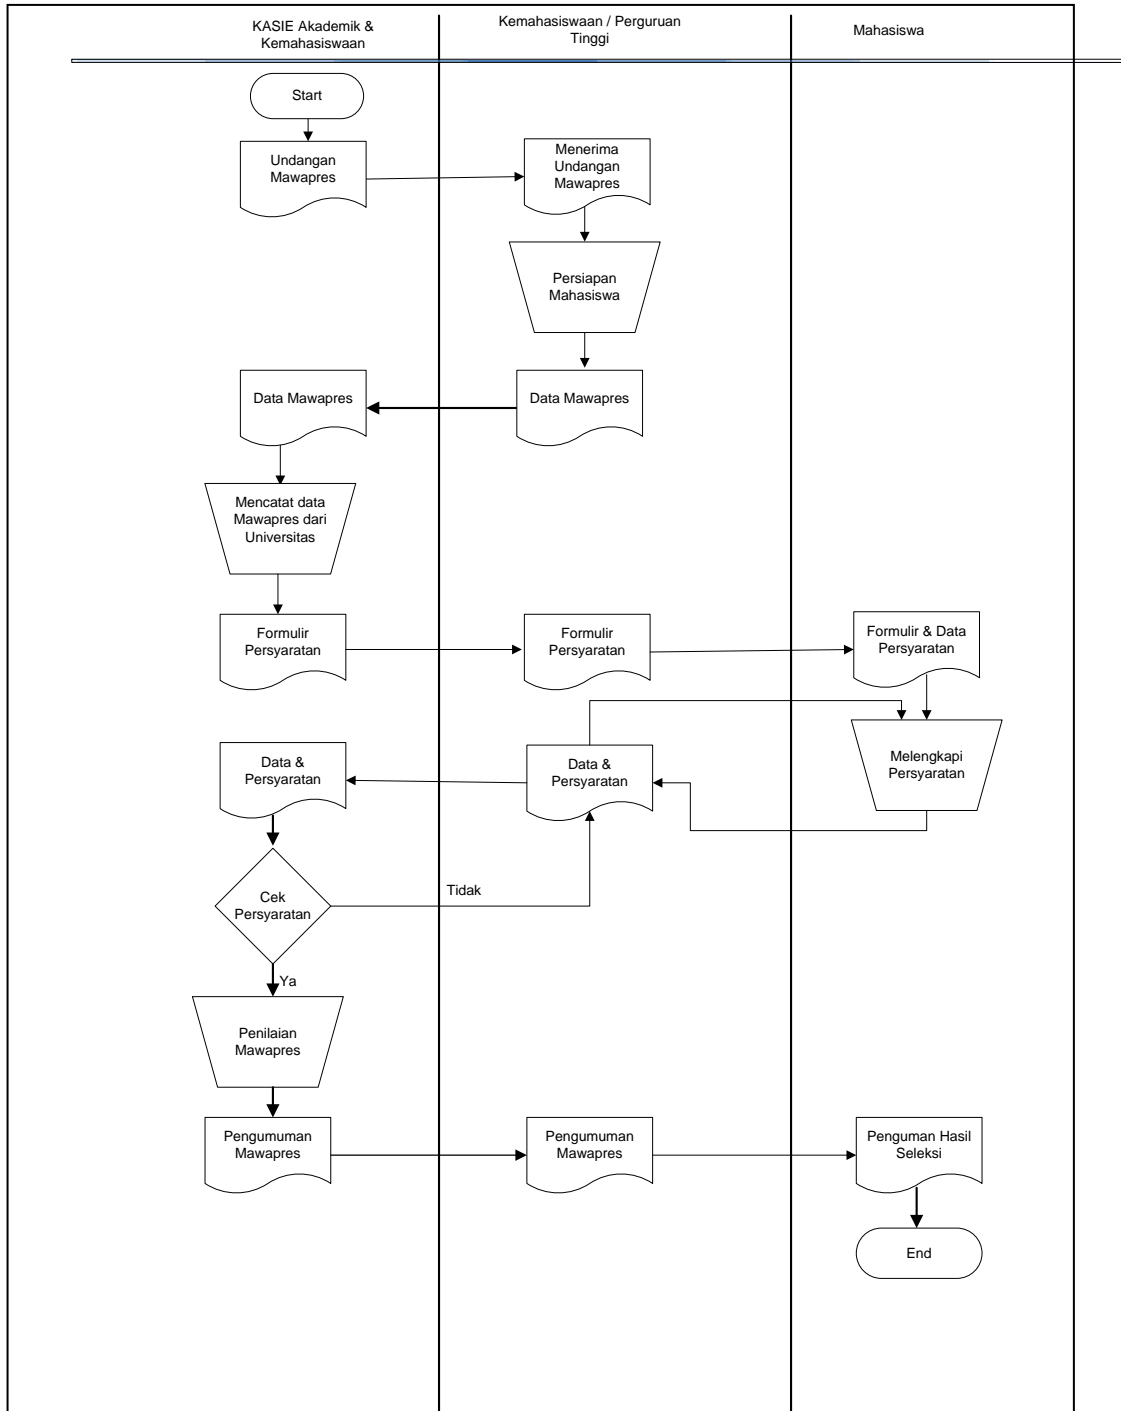 KASIE Akademik &
Kemahasiswaan
Kemahasiswaan / Perguruan
Tinggi
Mahasiswa
Start
Undangan
Mawapres
Menerima
Undangan
Mawapres
Persiapan
Mahasiswa
Data Mawapres
Data Mawapres
Mencatat data
Mawapres dari
Universitas
Formulir
Persyaratan
Formulir
Persyaratan
Formulir & Data
Persyaratan
Data &
Persyaratan
Data &
Persyaratan
Melengkapi
Persyaratan
Cek
Persyaratan
Tidak
Ya
Penilaian
Mawapres
Pengumuman
Mawapres
Pengumuman
Mawapres
Penguman Hasil
Seleksi
End